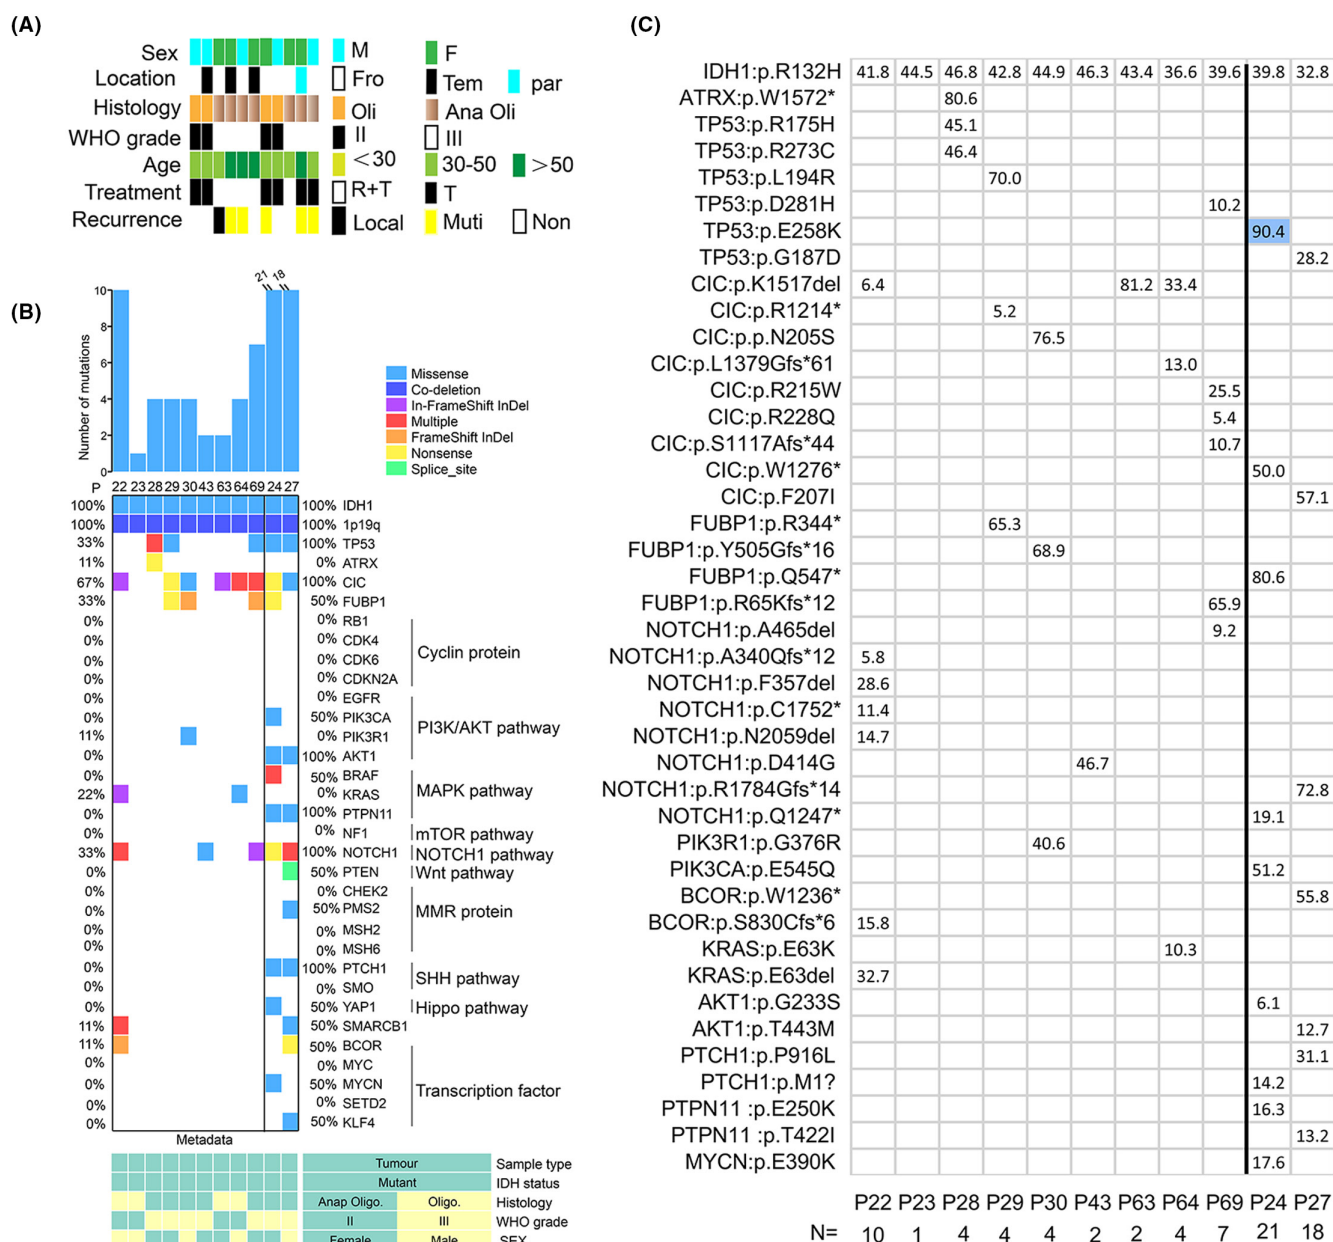 (A)
Sex M F
Location Fro Tem par
Histology Oli Ana Oli
WHO grade II III
Age <30 30-50 >50
Treatment R+T T
Recurrence Local Muti Non
(B)
21 18
Number of mutations
10
8
6
4
2
0
Missense
Co-deletion
In-FrameShift InDel
Multiple
FrameShift InDel
Nonsense
Splice_site
P 22 23 28 29 30 43 63 64 69 24 27
100% 100% IDH1
100% 100% 1p19q
33% 100% TP53
11% 0% ATRX
67% 100% CIC
33% 50% FUBP1
0% 0% RB1
0% 0% CDK4
0% 0% CDK6
0% 0% CDKN2A
Cyclin protein
0% 0% EGFR
0% 50% PIK3CA
11% 0% PIK3R1
0% 100% AKT1
PI3K/AKT pathway
0% 50% BRAF
22% 0% KRAS
0% 100% PTPN11
MAPK pathway
0% 0% NF1 mTOR pathway
33% 100% NOTCH1 NOTCH1 pathway
0% 50% PTEN Wnt pathway
0% 0% CHEK2
0% 50% PMS2
0% 0% MSH2
0% 0% MSH6
MMR protein
0% 100% PTCH1
0% 0% SMO
SHH pathway
0% 50% YAP1 Hippo pathway
11% 50% SMARCB1
11% 50% BCOR
0% 0% MYC
0% 50% MYCN
0% 0% SETD2
0% 50% KLF4
Transcription factor
Metadata
Tumour Sample type
Mutant IDH status
Anap Oligo. Oligo. Histology
II III WHO grade
Female Male SEX
(C)
IDH1:p.R132H 41.8 44.5 46.8 42.8 44.9 46.3 43.4 36.6 39.6 39.8 32.8
ATRX:p.W1572* 80.6
TP53:p.R175H 45.1
TP53:p.R273C 46.4
TP53:p.L194R 70.0
TP53:p.D281H 10.2
TP53:p.E258K 90.4
TP53:p.G187D 28.2
CIC:p.K1517del 6.4 81.2 33.4
CIC:p.R1214* 5.2
CIC:p.p.N205S 76.5
CIC:p.L1379Gfs*61 13.0
CIC:p.R215W 25.5
CIC:p.R228Q 5.4
CIC:p.S1117Afs*44 10.7
CIC:p.W1276* 50.0
CIC:p.F207I 57.1
FUBP1:p.R344* 65.3
FUBP1:p.Y505Gfs*16 68.9
FUBP1:p.Q547* 80.6
FUBP1:p.R65Kfs*12 65.9
NOTCH1:p.A465del 9.2
NOTCH1:p.A340Qfs*12 5.8
NOTCH1:p.F357del 28.6
NOTCH1:p.C1752* 11.4
NOTCH1:p.N2059del 14.7
NOTCH1:p.D414G 46.7
NOTCH1:p.R1784Gfs*14 72.8
NOTCH1:p.Q1247* 19.1
PIK3R1:p.G376R 40.6
PIK3CA:p.E545Q 51.2
BCOR:p.W1236* 55.8
BCOR:p.S830Cfs*6 15.8
KRAS:p.E63K 10.3
KRAS:p.E63del 32.7
AKT1:p.G233S 6.1
AKT1:p.T443M 12.7
PTCH1:p.P916L 31.1
PTCH1:p.M1? 14.2
PTPN11 :p.E250K 16.3
PTPN11 :p.T422I 13.2
MYCN:p.E390K 17.6
P22 P23 P28 P29 P30 P43 P63 P64 P69 P24 P27
N= 10 1 4 4 4 2 2 4 7 21 18